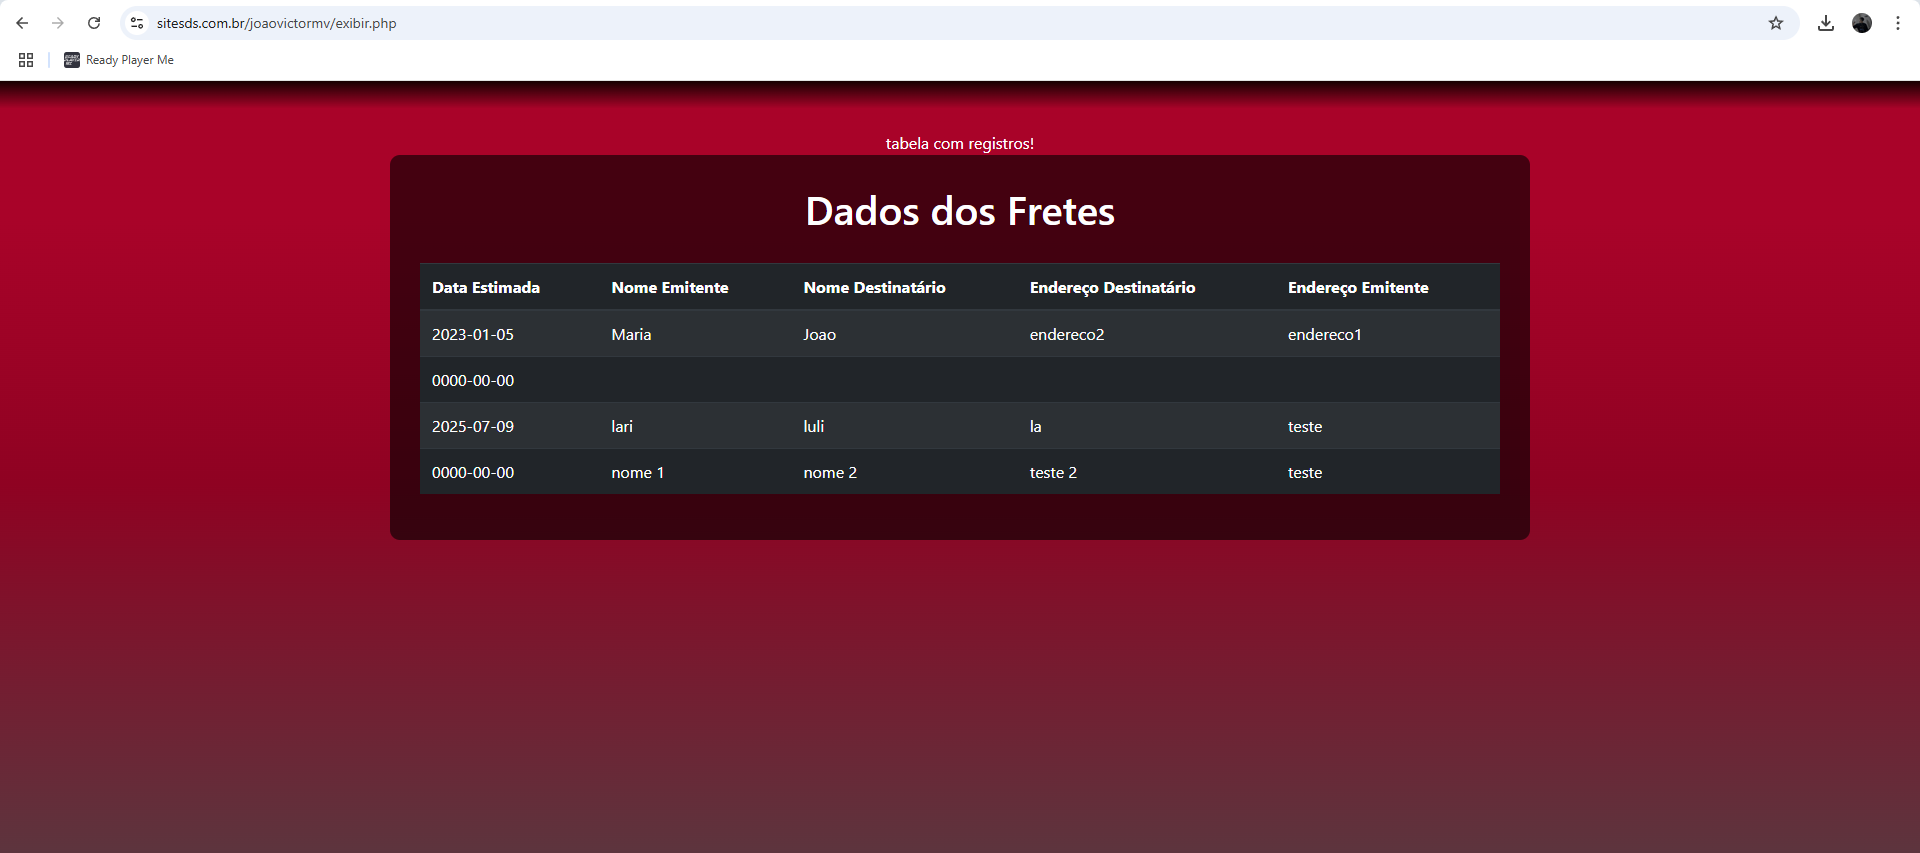 sitesds.com.br/joaovictormv/exibir.php
Ready Player Me
tabela com registros!
Dados dos Fretes
Data Estimada Nome Emitente Nome Destinatário Endereço Destinatário Endereço Emitente
2023-01-05 Maria Joao endereco2 endereco1
0000-00-00
2025-07-09 lari luli la teste
0000-00-00 nome 1 nome 2 teste 2 teste